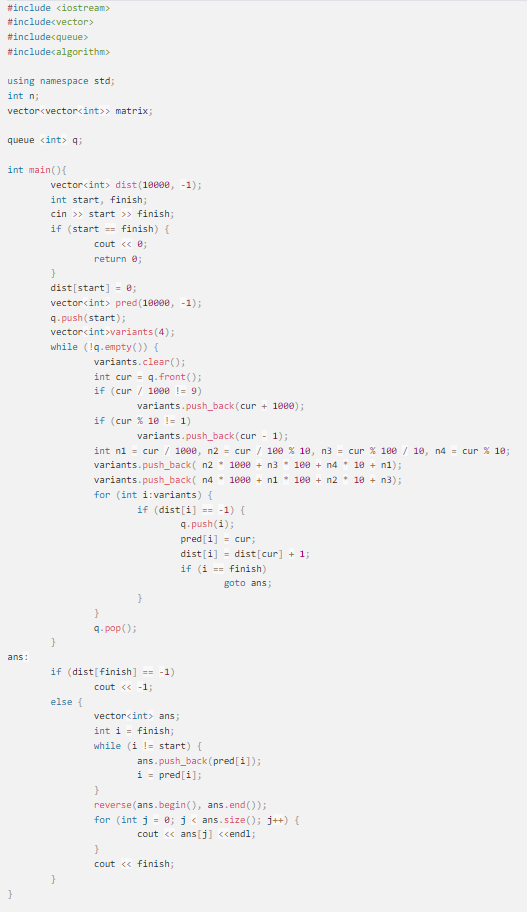 #include <iostream>
#include<vector>
#include<queue>
#include<algorithm>

using namespace std;
int n;
vector<vector<int>> matrix;

queue <int> q;

int main(){
        vector<int> dist(10000, -1);
        int start, finish;
        cin >> start >> finish;
        if (start == finish) {
                cout << 0;
                return 0;
        }
        dist[start] = 0;
        vector<int> pred(10000, -1);
        q.push(start);
        vector<int>variants(4);
        while (!q.empty()) {
                variants.clear();
                int cur = q.front();
                if (cur / 1000 != 9)
                        variants.push_back(cur + 1000);
                if (cur % 10 != 1)
                        variants.push_back(cur - 1);
                int n1 = cur / 1000, n2 = cur / 100 % 10, n3 = cur % 100 / 10, n4 = cur % 10;
                variants.push_back( n2 * 1000 + n3 * 100 + n4 * 10 + n1);
                variants.push_back( n4 * 1000 + n1 * 100 + n2 * 10 + n3);
                for (int i:variants) {
                        if (dist[i] == -1) {
                                q.push(i);
                                pred[i] = cur;
                                dist[i] = dist[cur] + 1;
                                if (i == finish)
                                        goto ans;
                        }
                }
                q.pop();
        }
ans:
        if (dist[finish] == -1)
                cout << -1;
        else {
                vector<int> ans;
                int i = finish;
                while (i != start) {
                        ans.push_back(pred[i]);
                        i = pred[i];
                }
                reverse(ans.begin(), ans.end());
                for (int j = 0; j < ans.size(); j++) {
                        cout << ans[j] <<endl;
                }
                cout << finish;
        }
}